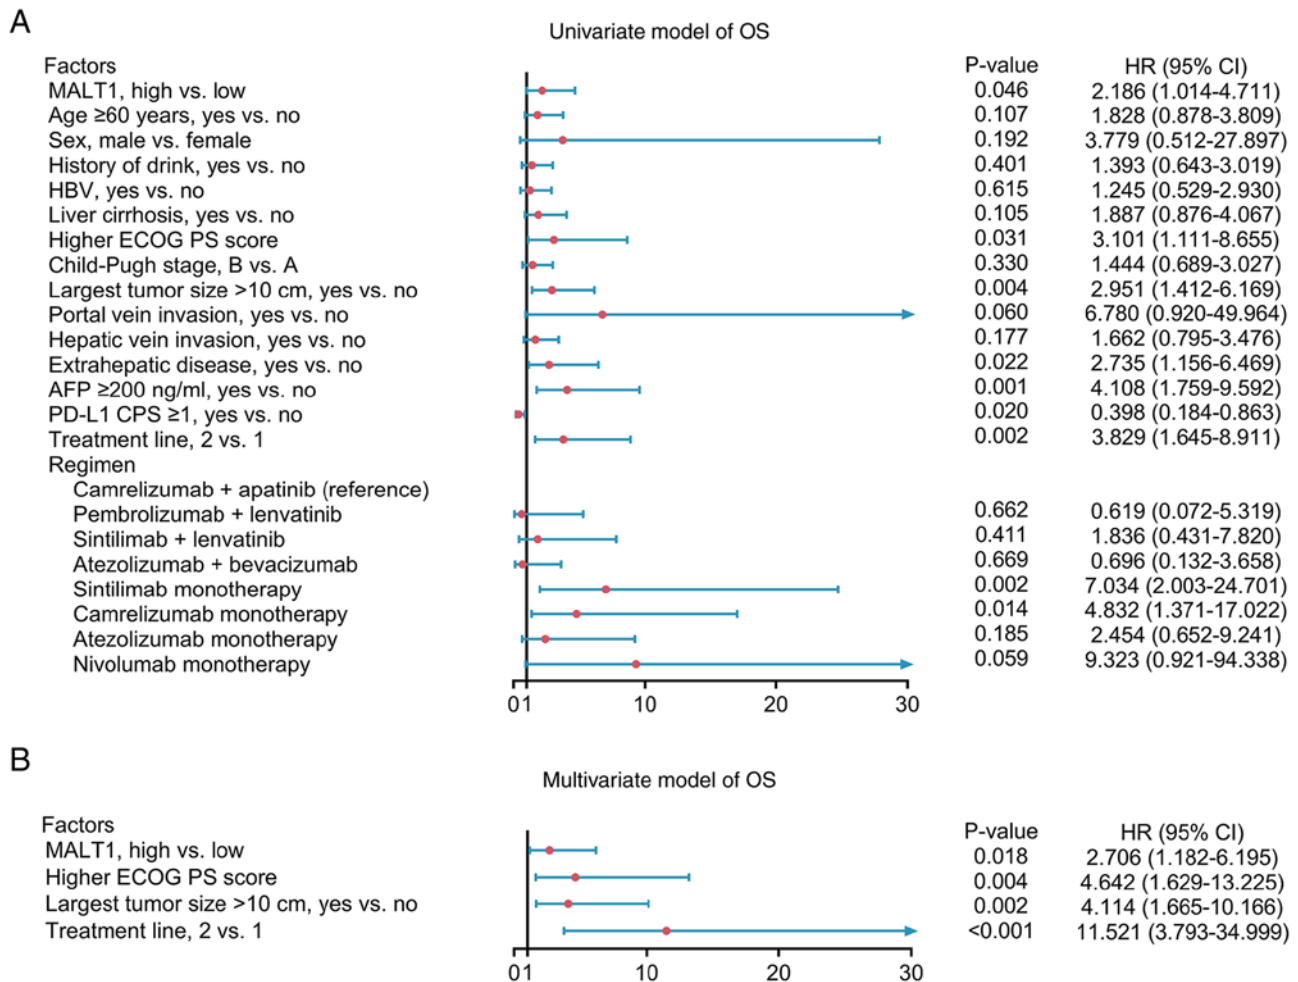 A
Univariate model of OS
Factors P-value HR (95% CI)
MALT1, high vs. low 0.046 2.186 (1.014-4.711)
Age ≥60 years, yes vs. no 0.107 1.828 (0.878-3.809)
Sex, male vs. female 0.192 3.779 (0.512-27.897)
History of drink, yes vs. no 0.401 1.393 (0.643-3.019)
HBV, yes vs. no 0.615 1.245 (0.529-2.930)
Liver cirrhosis, yes vs. no 0.105 1.887 (0.876-4.067)
Higher ECOG PS score 0.031 3.101 (1.111-8.655)
Child-Pugh stage, B vs. A 0.330 1.444 (0.689-3.027)
Largest tumor size >10 cm, yes vs. no 0.004 2.951 (1.412-6.169)
Portal vein invasion, yes vs. no 0.060 6.780 (0.920-49.964)
Hepatic vein invasion, yes vs. no 0.177 1.662 (0.795-3.476)
Extrahepatic disease, yes vs. no 0.022 2.735 (1.156-6.469)
AFP ≥200 ng/ml, yes vs. no 0.001 4.108 (1.759-9.592)
PD-L1 CPS ≥1, yes vs. no 0.020 0.398 (0.184-0.863)
Treatment line, 2 vs. 1 0.002 3.829 (1.645-8.911)
Regimen
Camrelizumab + apatinib (reference)
Pembrolizumab + lenvatinib 0.662 0.619 (0.072-5.319)
Sintilimab + lenvatinib 0.411 1.836 (0.431-7.820)
Atezolizumab + bevacizumab 0.669 0.696 (0.132-3.658)
Sintilimab monotherapy 0.002 7.034 (2.003-24.701)
Camrelizumab monotherapy 0.014 4.832 (1.371-17.022)
Atezolizumab monotherapy 0.185 2.454 (0.652-9.241)
Nivolumab monotherapy 0.059 9.323 (0.921-94.338)
0 1 10 20 30
B
Multivariate model of OS
Factors P-value HR (95% CI)
MALT1, high vs. low 0.018 2.706 (1.182-6.195)
Higher ECOG PS score 0.004 4.642 (1.629-13.225)
Largest tumor size >10 cm, yes vs. no 0.002 4.114 (1.665-10.166)
Treatment line, 2 vs. 1 <0.001 11.521 (3.793-34.999)
0 1 10 20 30